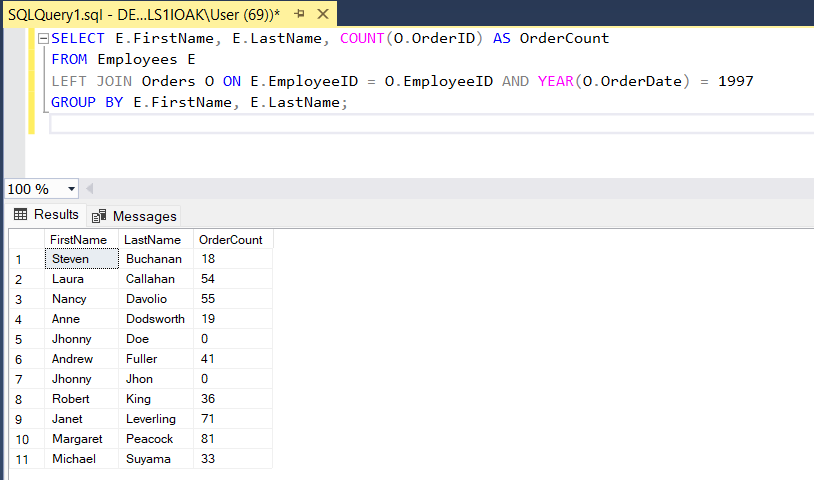 SQLQuery1.sql - DE...LS1IOAK\User (69))*
SELECT E.FirstName, E.LastName, COUNT(O.OrderID) AS OrderCount
FROM Employees E
LEFT JOIN Orders O ON E.EmployeeID = O.EmployeeID AND YEAR(O.OrderDate) = 1997
GROUP BY E.FirstName, E.LastName;
100 %
Results Messages
FirstName LastName OrderCount
1 Steven Buchanan 18
2 Laura Callahan 54
3 Nancy Davolio 55
4 Anne Dodsworth 19
5 Jhonny Doe 0
6 Andrew Fuller 41
7 Jhonny Jhon 0
8 Robert King 36
9 Janet Leverling 71
10 Margaret Peacock 81
11 Michael Suyama 33